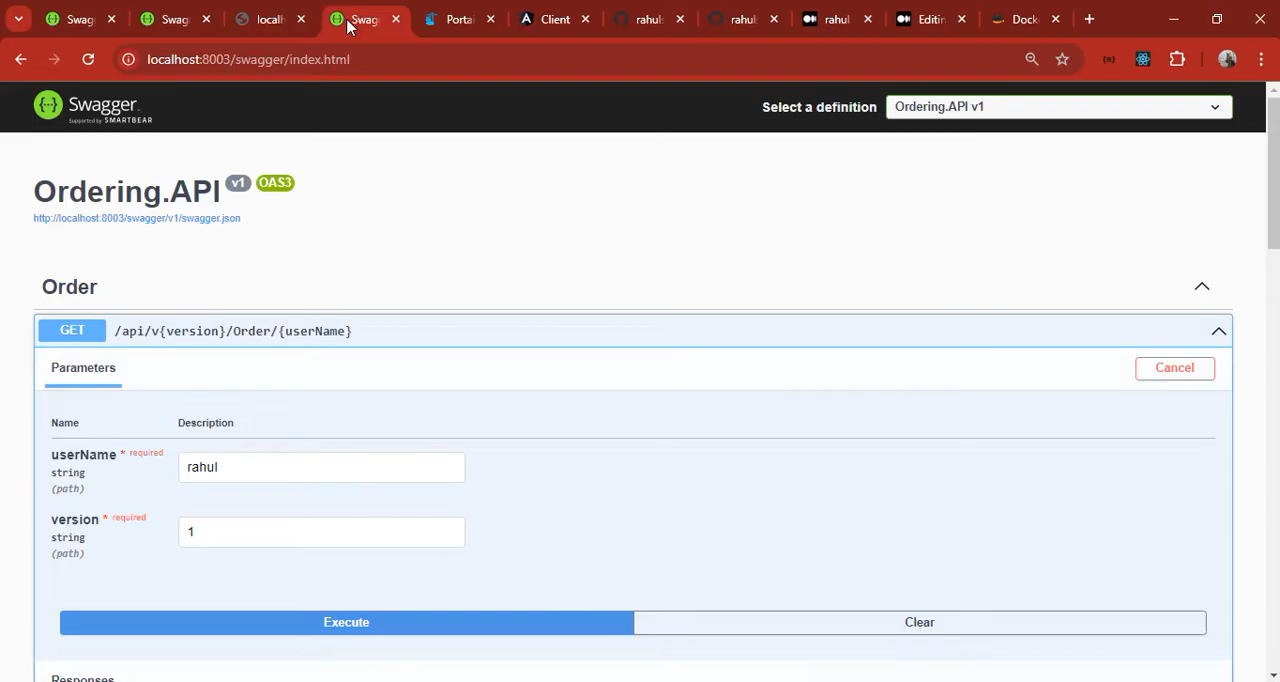 Swag
Swag
localh
Swag
Porta
Client
rahuls
rahul
rahul
Editin
Dock
localhost:8003/swagger/index.html
Swagger
Supported by SMARTBEAR
Select a definition
Ordering.API v1
Ordering.API v1 OAS3
http://localhost:8003/swagger/v1/swagger.json
Order
GET /api/v{version}/Order/{userName}
Parameters
Cancel
Name Description
userName * required
string
(path)
rahul
version * required
string
(path)
1
Execute
Clear
Responses